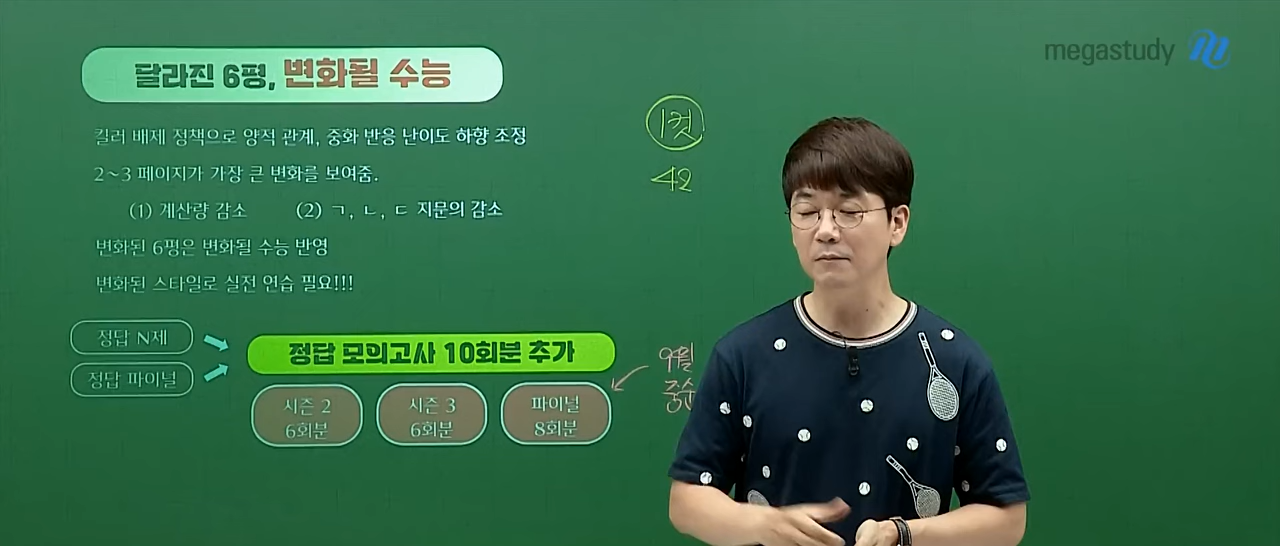 megastudy
달라진 6평, 변화될 수능
킬러 배제 정책으로 양적 관계, 중화 반응 난이도 하향 조정
2~3 페이지가 가장 큰 변화를 보여줌.
(1) 계산량 감소 (2) ㄱ, ㄴ, ㄷ 지문의 감소
변화된 6평은 변화될 수능 반영
변화된 스타일로 실전 연습 필요!!!
1컷
42
정답 N제
정답 파이널
정답 모의고사 10회분 추가
시즌 2
6회분
시즌 3
6회분
파이널
8회분
9월
중순